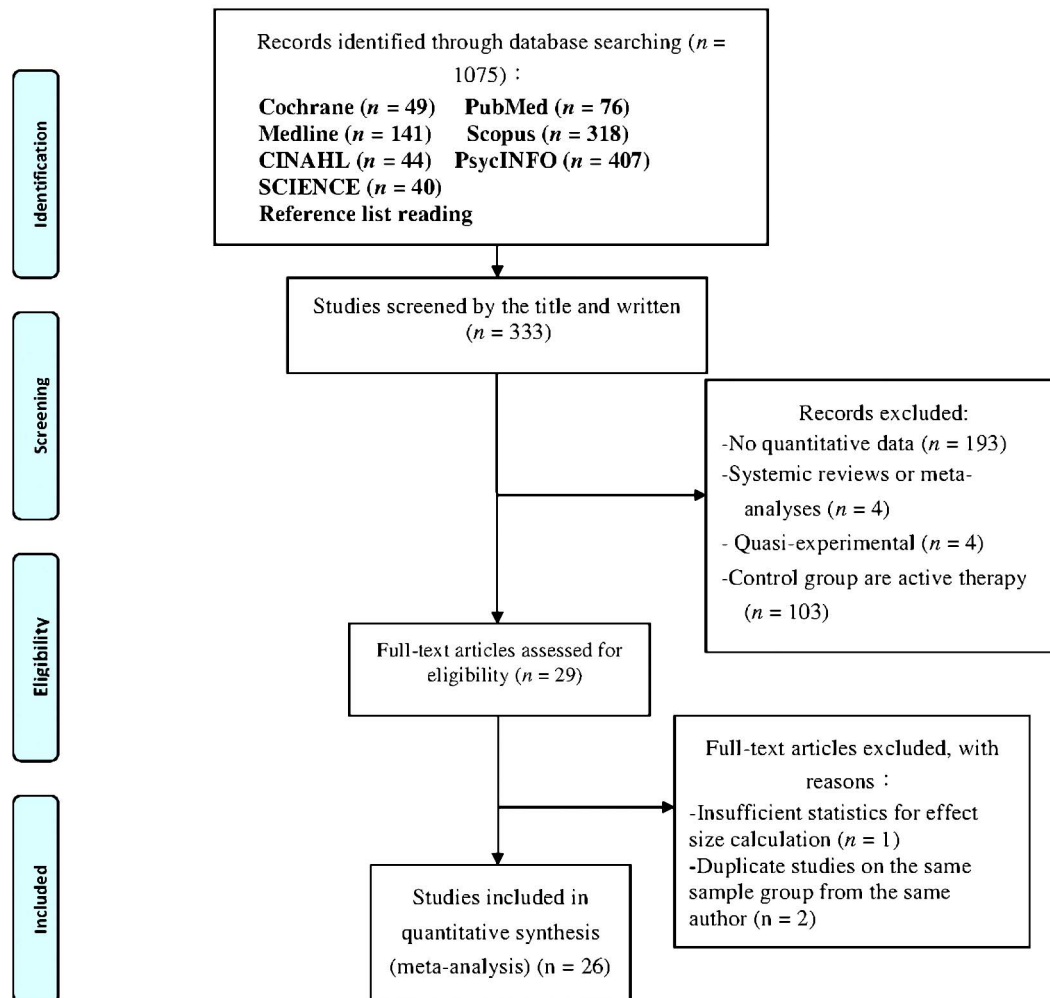 Records identified through database searching (n =
1075)：
Cochrane (n = 49) PubMed (n = 76)
Medline (n = 141) Scopus (n = 318)
CINAHL (n = 44) PsycINFO (n = 407)
SCIENCE (n = 40)
Reference list reading
Identification
Studies screened by the title and written
(n = 333)
Screening
Records excluded:
-No quantitative data (n = 193)
-Systemic reviews or meta-
analyses (n = 4)
- Quasi-experimental (n = 4)
-Control group are active therapy
(n = 103)
Eligibility
Full-text articles assessed for
eligibility (n = 29)
Full-text articles excluded, with
reasons：
-Insufficient statistics for effect
size calculation (n = 1)
-Duplicate studies on the same
sample group from the same
author (n = 2)
Included
Studies included in
quantitative synthesis
(meta-analysis) (n = 26)